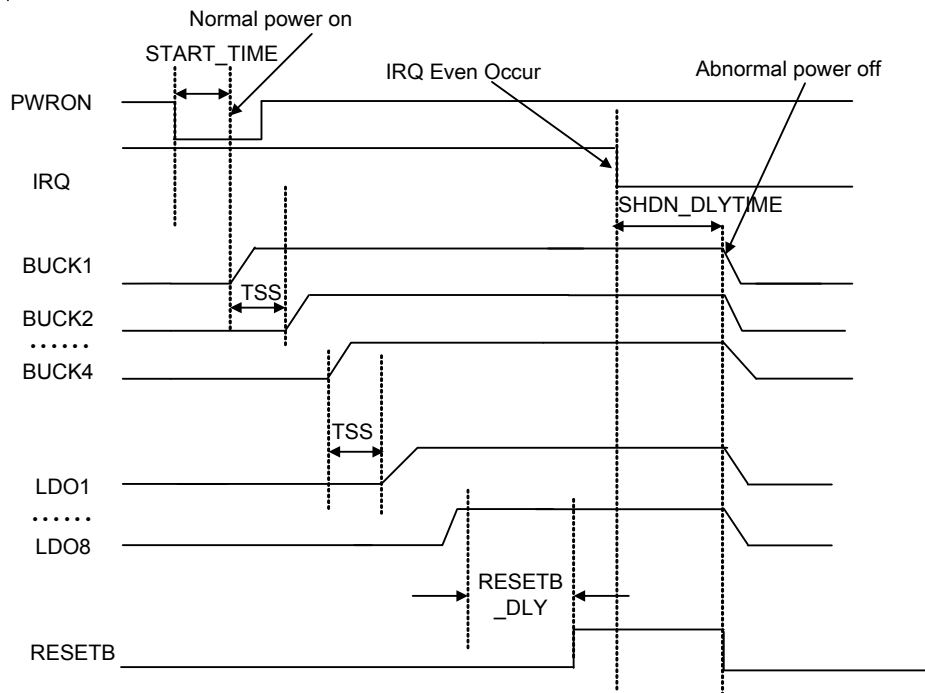 Normal power on
START_TIME
IRQ Even Occur
Abnormal power off
PWRON
IRQ
SHDN_DLYTIME
BUCK1
TSS
BUCK2
......
BUCK4
TSS
LDO1
......
LDO8
RESETB
_DLY
RESETB